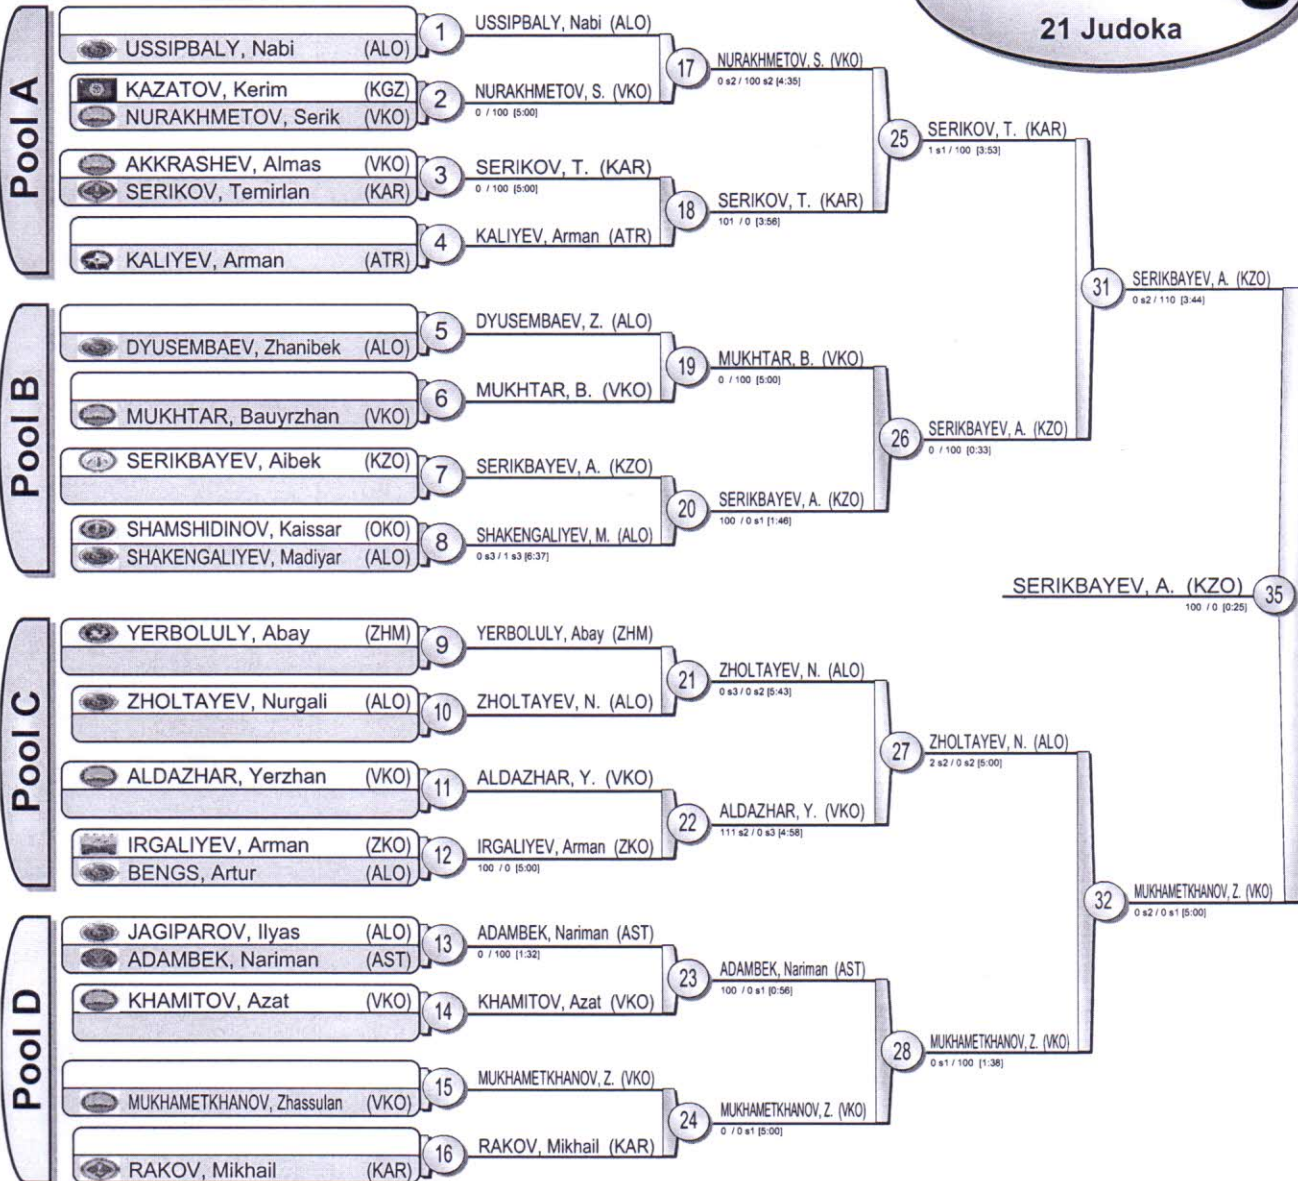 21 Judoka
Pool A
USSIPBALY, Nabi (ALO)
KAZATOV, Kerim (KGZ)
NURAKHMETOV, Serik (VKO)
AKKRASHEV, Almas (VKO)
SERIKOV, Temirlan (KAR)
KALIYEV, Arman (ATR)
1
2
3
4
USSIPBALY, Nabi (ALO)
NURAKHMETOV, S. (VKO)
0 / 100 [5:00]
SERIKOV, T. (KAR)
0 / 100 [5:00]
KALIYEV, Arman (ATR)
17
18
NURAKHMETOV, S. (VKO)
0 s2 / 100 s2 [4:35]
SERIKOV, T. (KAR)
101 / 0 [3:56]
25
SERIKOV, T. (KAR)
1 s1 / 100 [3:53]
Pool B
DYUSEMBAEV, Zhanibek (ALO)
MUKHTAR, Bauyrzhan (VKO)
SERIKBAYEV, Aibek (KZO)
SHAMSHIDINOV, Kaissar (OKO)
SHAKENGALIYEV, Madiyar (ALO)
5
6
7
8
DYUSEMBAEV, Z. (ALO)
MUKHTAR, B. (VKO)
SERIKBAYEV, A. (KZO)
SHAKENGALIYEV, M. (ALO)
0 s3 / 1 s3 [6:37]
19
20
MUKHTAR, B. (VKO)
0 / 100 [5:00]
SERIKBAYEV, A. (KZO)
100 / 0 s1 [1:46]
26
SERIKBAYEV, A. (KZO)
0 / 100 [0:33]
31
SERIKBAYEV, A. (KZO)
0 s2 / 110 [3:44]
SERIKBAYEV, A. (KZO)
100 / 0 [0:25]
35
Pool C
YERBOLULY, Abay (ZHM)
ZHOLTAYEV, Nurgali (ALO)
ALDAZHAR, Yerzhan (VKO)
IRGALIYEV, Arman (ZKO)
BENGS, Artur (ALO)
9
10
11
12
YERBOLULY, Abay (ZHM)
ZHOLTAYEV, N. (ALO)
ALDAZHAR, Y. (VKO)
IRGALIYEV, Arman (ZKO)
100 / 0 [5:00]
21
22
ZHOLTAYEV, N. (ALO)
0 s3 / 0 s2 [5:43]
ALDAZHAR, Y. (VKO)
111 s2 / 0 s3 [4:58]
27
ZHOLTAYEV, N. (ALO)
2 s2 / 0 s2 [5:00]
Pool D
JAGIPAROV, Ilyas (ALO)
ADAMBEK, Nariman (AST)
KHAMITOV, Azat (VKO)
MUKHAMETKHANOV, Zhassulan (VKO)
RAKOV, Mikhail (KAR)
13
14
15
16
ADAMBEK, Nariman (AST)
0 / 100 [1:32]
KHAMITOV, Azat (VKO)
MUKHAMETKHANOV, Z. (VKO)
RAKOV, Mikhail (KAR)
23
24
ADAMBEK, Nariman (AST)
100 / 0 s1 [0:56]
MUKHAMETKHANOV, Z. (VKO)
0 / 0 s1 [5:00]
28
MUKHAMETKHANOV, Z. (VKO)
0 s1 / 100 [1:38]
32
MUKHAMETKHANOV, Z. (VKO)
0 s2 / 0 s1 [5:00]